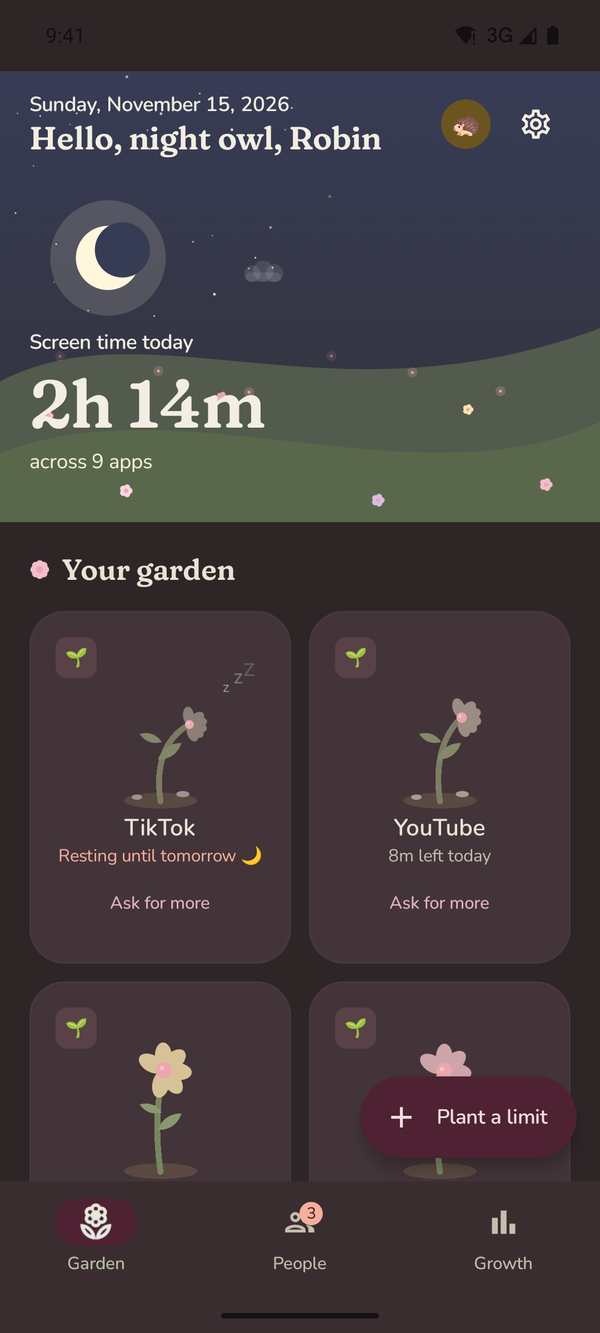 9:41
3G
Sunday, November 15, 2026
Hello, night owl, Robin
Screen time today
2h 14m
across 9 apps
Your garden
z z Z
TikTok
Resting until tomorrow 🌙
Ask for more
YouTube
8m left today
Ask for more
+ Plant a limit
3
Garden
People
Growth